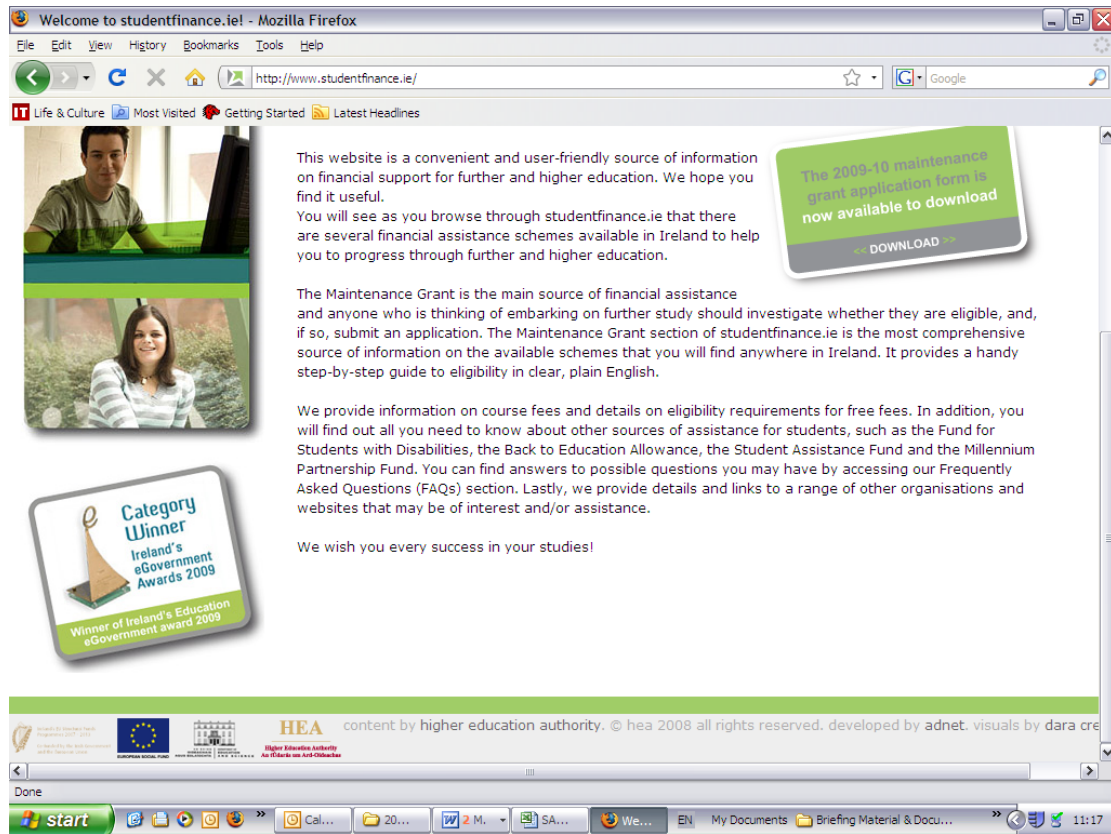 Welcome to studentfinance.ie! - Mozilla Firefox
File Edit View History Bookmarks Tools Help
http://www.studentfinance.ie/
Google
Life & Culture Most Visited Getting Started Latest Headlines
This website is a convenient and user-friendly source of information
on financial support for further and higher education. We hope you
find it useful.
You will see as you browse through studentfinance.ie that there
are several financial assistance schemes available in Ireland to help
you to progress through further and higher education.
The 2009-10 maintenance
grant application form is
now available to download
<< DOWNLOAD >>
The Maintenance Grant is the main source of financial assistance
and anyone who is thinking of embarking on further study should investigate whether they are eligible, and,
if so, submit an application. The Maintenance Grant section of studentfinance.ie is the most comprehensive
source of information on the available schemes that you will find anywhere in Ireland. It provides a handy
step-by-step guide to eligibility in clear, plain English.
We provide information on course fees and details on eligibility requirements for free fees. In addition, you
will find out all you need to know about other sources of assistance for students, such as the Fund for
Students with Disabilities, the Back to Education Allowance, the Student Assistance Fund and the Millennium
Partnership Fund. You can find answers to possible questions you may have by accessing our Frequently
Asked Questions (FAQs) section. Lastly, we provide details and links to a range of other organisations and
websites that may be of interest and/or assistance.
We wish you every success in your studies!
e
Category
Winner
Ireland's
eGovernment
Awards 2009
Winner of Ireland's Education
eGovernment award 2009
EUROPEAN SOCIAL FUND
HEA
Higher Education Authority
An tÚdarás um Ard-Oideachas
content by higher education authority. © hea 2008 all rights reserved. developed by adnet. visuals by dara cre
Done
start
Cal...
20...
2 M.
SA...
We...
EN
My Documents
Briefing Material & Docu...
11:17